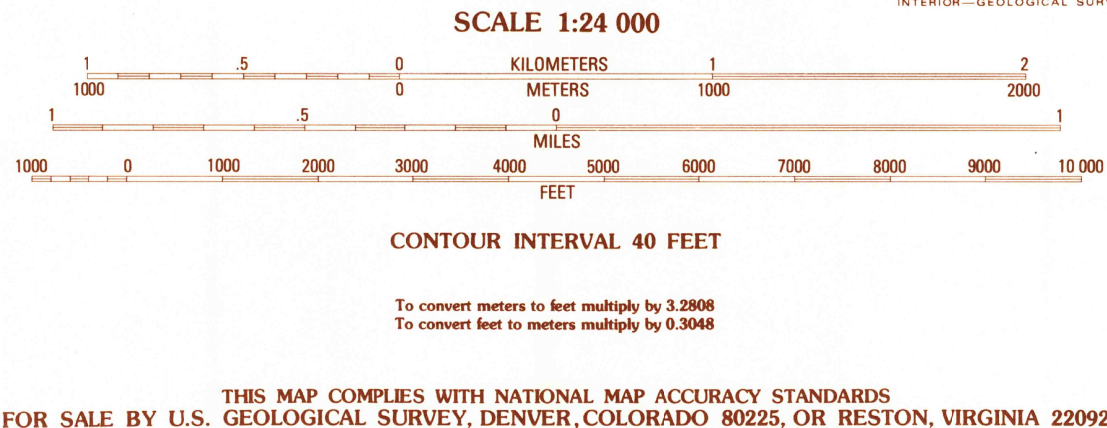 INTERIOR—GEOLOGICAL SURV
SCALE 1:24 000
1 .5 0 KILOMETERS 1 2
1000 0 METERS 1000 2000
1 .5 0 1
MILES
1000 0 1000 2000 3000 4000 5000 6000 7000 8000 9000 10 000
FEET
CONTOUR INTERVAL 40 FEET
To convert meters to feet multiply by 3.2808
To convert feet to meters multiply by 0.3048
THIS MAP COMPLIES WITH NATIONAL MAP ACCURACY STANDARDS
FOR SALE BY U.S. GEOLOGICAL SURVEY, DENVER, COLORADO 80225, OR RESTON, VIRGINIA 22092